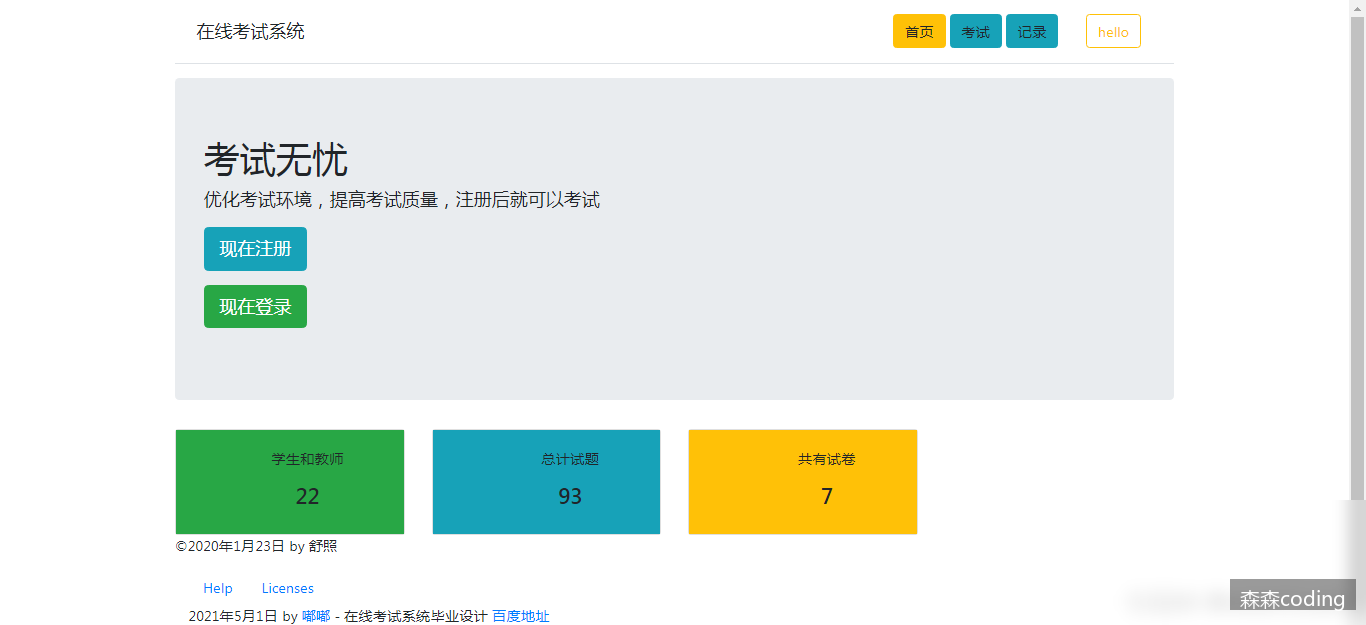 在线考试系统 首页 考试 记录 hello
考试无忧
优化考试环境，提高考试质量，注册后就可以考试
现在注册
现在登录
学生和教师 总计试题 共有试卷
22 93 7
©2020年1月23日 by 舒照
Help Licenses
森森coding
2021年5月1日 by 嘟嘟 - 在线考试系统毕业设计 百度地址